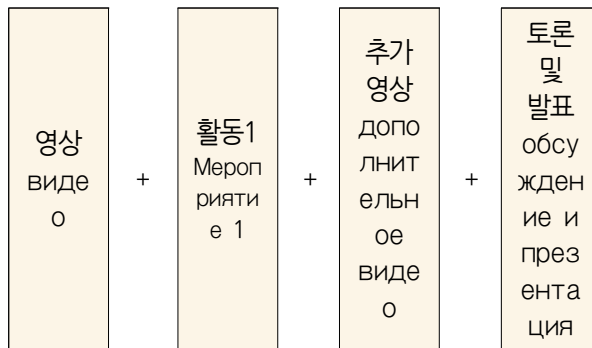 영상
виде
о
+
활동1
Мероп
рияти
е 1
+
추가
영상
допо
лнит
ельн
ое
виде
о
+
토론
및
발표
обсу
жден
ие и
през
ента
ция